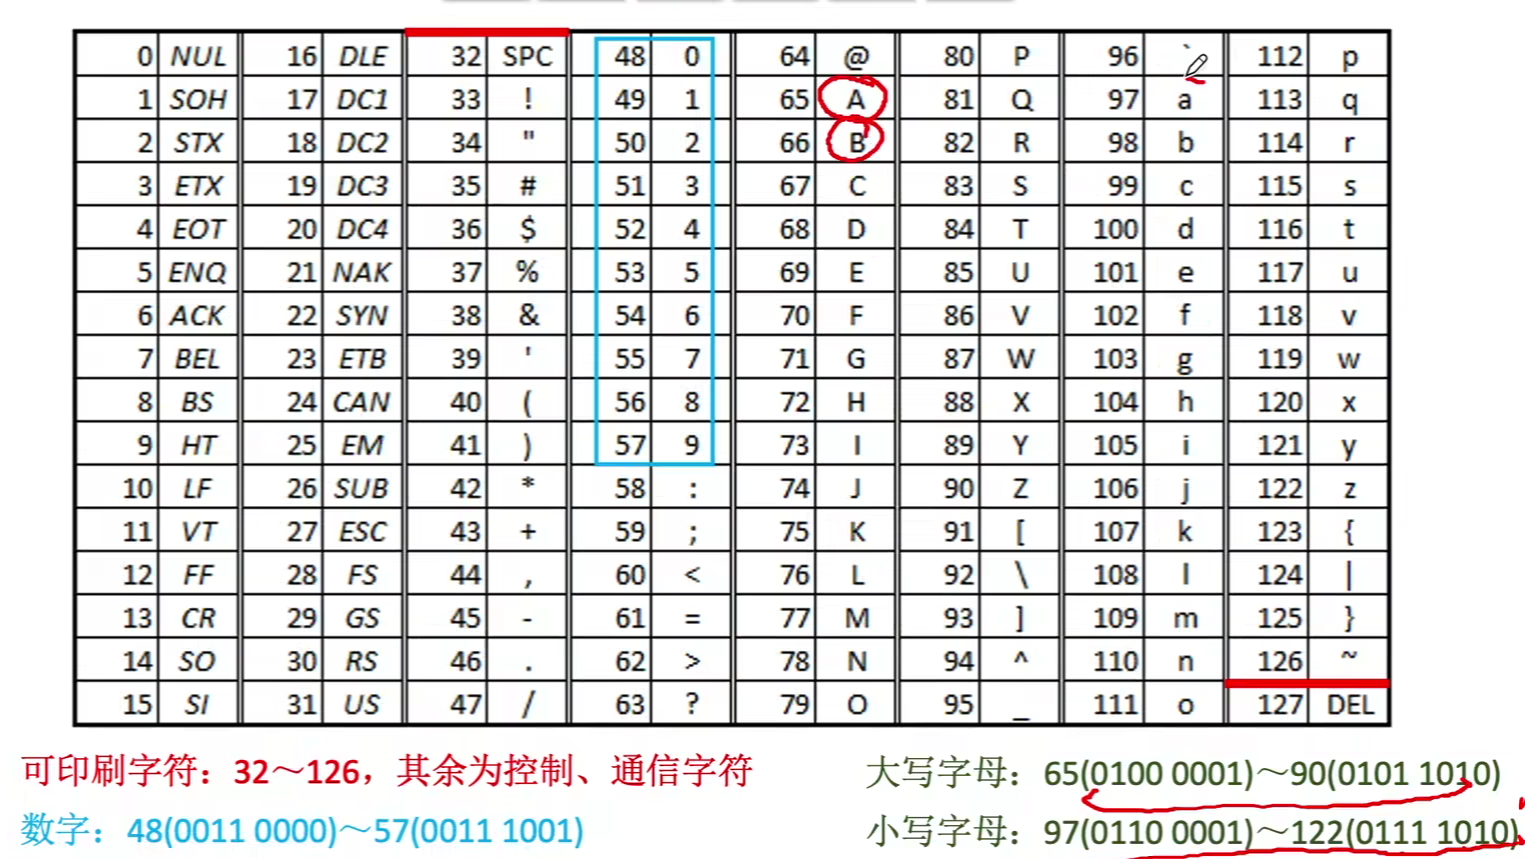 0 NUL 16 DLE 32 SPC 48 0 64 @ 80 P 96 ` 112 p
1 SOH 17 DC1 33 ! 49 1 65 A 81 Q 97 a 113 q
2 STX 18 DC2 34 " 50 2 66 B 82 R 98 b 114 r
3 ETX 19 DC3 35 # 51 3 67 C 83 S 99 c 115 s
4 EOT 20 DC4 36 $ 52 4 68 D 84 T 100 d 116 t
5 ENQ 21 NAK 37 % 53 5 69 E 85 U 101 e 117 u
6 ACK 22 SYN 38 & 54 6 70 F 86 V 102 f 118 v
7 BEL 23 ETB 39 ' 55 7 71 G 87 W 103 g 119 w
8 BS 24 CAN 40 ( 56 8 72 H 88 X 104 h 120 x
9 HT 25 EM 41 ) 57 9 73 I 89 Y 105 i 121 y
10 LF 26 SUB 42 * 58 : 74 J 90 Z 106 j 122 z
11 VT 27 ESC 43 + 59 ; 75 K 91 [ 107 k 123 {
12 FF 28 FS 44 , 60 < 76 L 92 \ 108 l 124 |
13 CR 29 GS 45 - 61 = 77 M 93 ] 109 m 125 }
14 SO 30 RS 46 . 62 > 78 N 94 ^ 110 n 126 ~
15 SI 31 US 47 / 63 ? 79 O 95 _ 111 o 127 DEL
可印刷字符：32～126，其余为控制、通信字符
大写字母：65(0100 0001)～90(0101 1010)
数字：48(0011 0000)～57(0011 1001)
小写字母：97(0110 0001)～122(0111 1010)